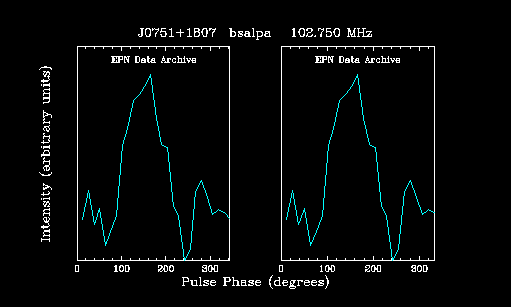 J0751+1807 bsalpa 102.750 MHz
EPN Data Archive EPN Data Archive
Intensity (arbitrary units)
0 100 200 300 0 100 200 300
Pulse Phase (degrees)